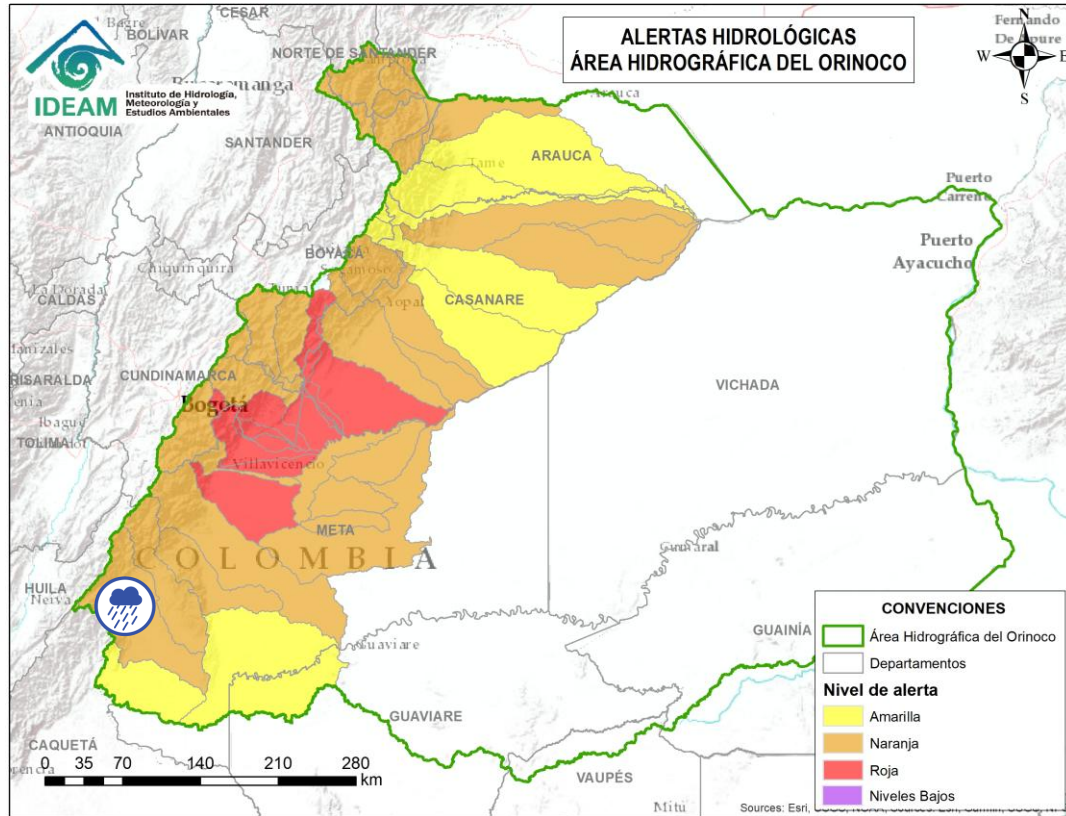 ALERTAS HIDROLÓGICAS
ÁREA HIDROGRÁFICA DEL ORINOCO
IDEAM
Instituto de Hidrología,
Meteorología y
Estudios Ambientales
N
W
E
S
CESAR
Bagre
BOLÍVAR
NORTE DE SANTANDER
ANTIOQUIA
SANTANDER
Arauca
ARAUCA
Tame
Puerto
Carreño
Puerto
Ayacucho
BOYACÁ
Chiquinquira
La Dorada
CALDAS
Yopal
CASANARE
VICHADA
RISARALDA
CUNDINAMARCA
Bogotá
Ibagué
TOLIMA
Villavicencio
META
COLOMBIA
HUILA
Neiva
Guaviare
GUAINÍA
GUAVIARE
CAQUETÁ
VAUPÉS
Mitú
0 35 70 140 210 280
km
CONVENCIONES
Área Hidrográfica del Orinoco
Departamentos
Nivel de alerta
Amarilla
Naranja
Roja
Niveles Bajos
Sources: Esri,